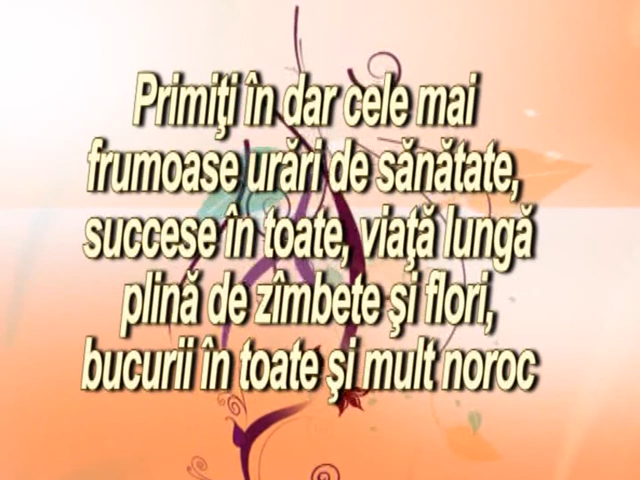 Primiţi în dar cele mai
frumoase urări de sănătate,
succese în toate, viaţă lungă
plină de zîmbete şi flori,
bucurii în toate şi mult noroc